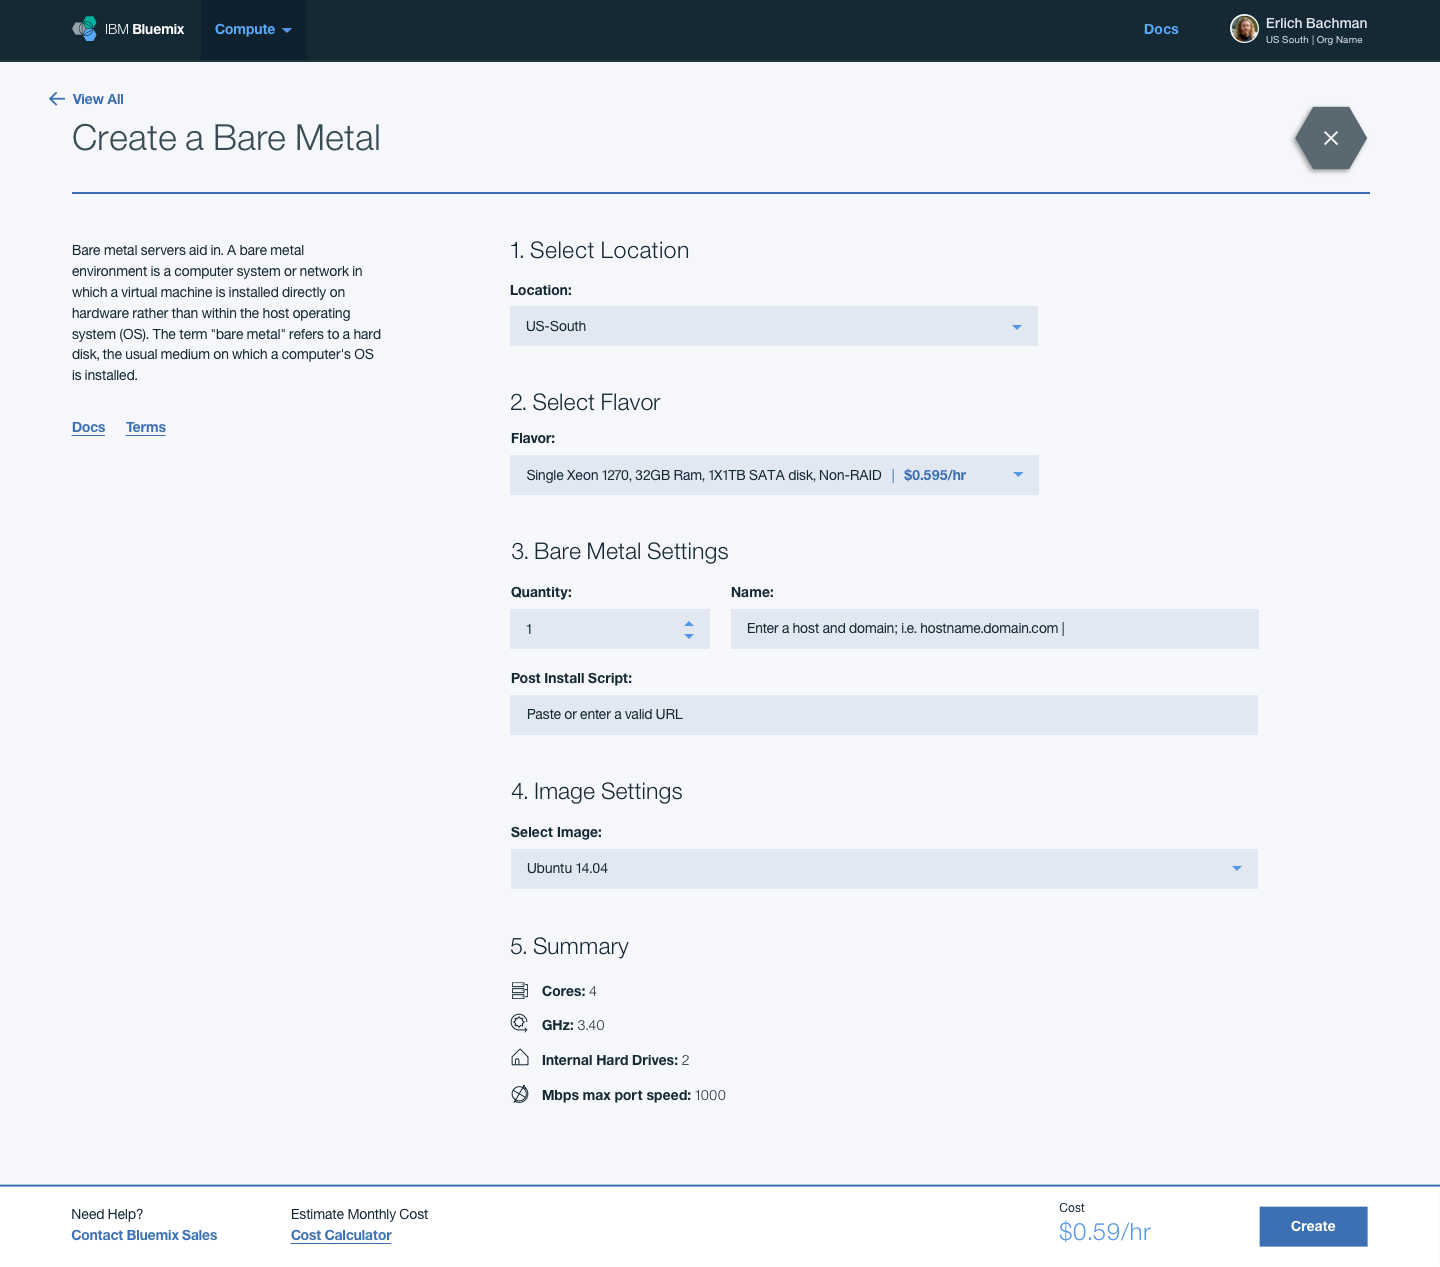 IBM Bluemix
Compute
Docs
Erlich Bachman
US South | Org Name
View All
Create a Bare Metal
Bare metal servers aid in. A bare metal
environment is a computer system or network in
which a virtual machine is installed directly on
hardware rather than within the host operating
system (OS). The term "bare metal" refers to a hard
disk, the usual medium on which a computer's OS
is installed.
Docs Terms
1. Select Location
Location:
US-South
2. Select Flavor
Flavor:
Single Xeon 1270, 32GB Ram, 1X1TB SATA disk, Non-RAID | $0.595/hr
3. Bare Metal Settings
Quantity:
1
Name:
Enter a host and domain; i.e. hostname.domain.com |
Post Install Script:
Paste or enter a valid URL
4. Image Settings
Select Image:
Ubuntu 14.04
5. Summary
Cores: 4
GHz: 3.40
Internal Hard Drives: 2
Mbps max port speed: 1000
Need Help?
Contact Bluemix Sales
Estimate Monthly Cost
Cost Calculator
Cost
$0.59/hr
Create